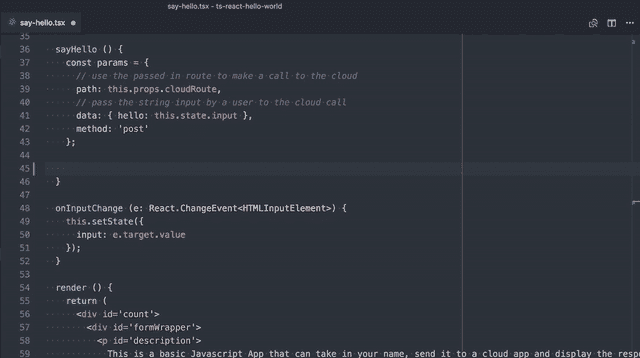 say-hello.tsx - ts-react-hello-world
say-hello.tsx
35
36 sayHello () {
37 const params = {
38 // use the passed in route to make a call to the cloud
39 path: this.props.cloudRoute,
40 // pass the string input by a user to the cloud call
41 data: { hello: this.state.input },
42 method: 'post'
43 };
44
45
46 }
47
48 onInputChange (e: React.ChangeEvent<HTMLInputElement>) {
49 this.setState({
50 input: e.target.value
51 });
52 }
53
54 render () {
55 return (
56 <div id='count'>
57 <div id='formWrapper'>
58 <p id='description'>
59 This is a basic Javascript App that can take in your name, send it to a cloud app and display the resp